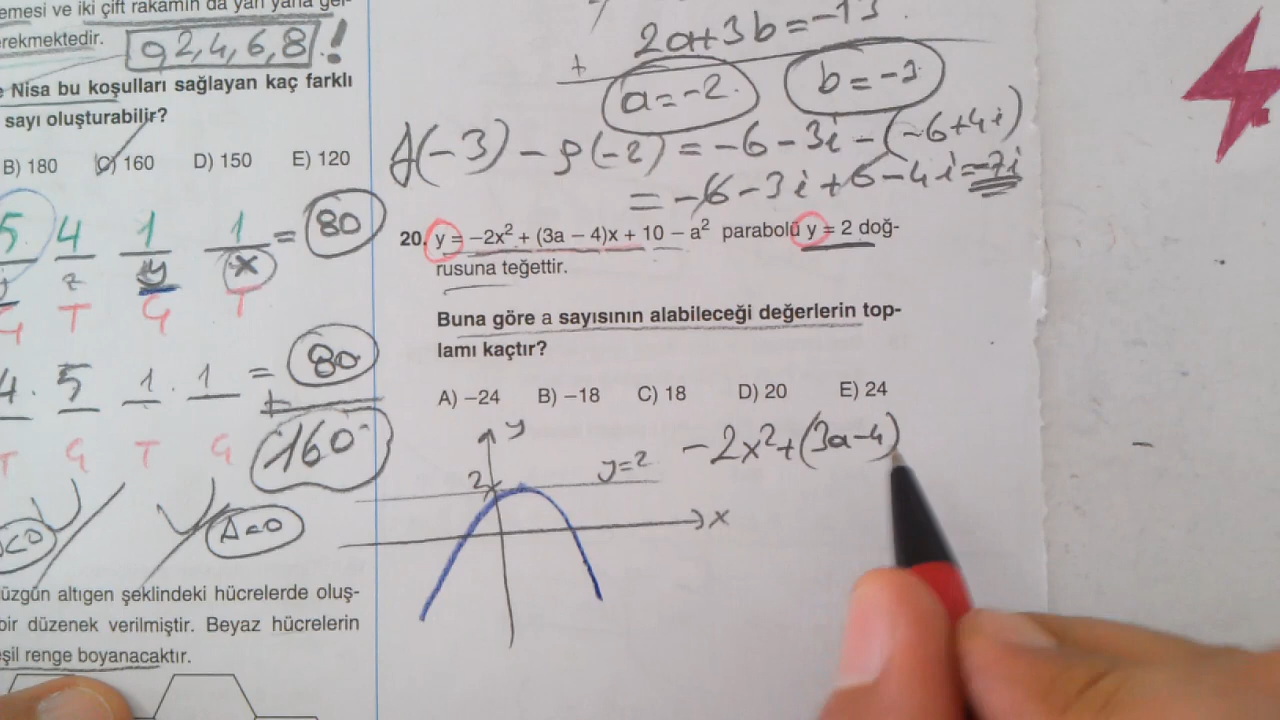 emesi ve iki çift rakamın da yan yana gel-
erekmektedir.
0,2,4,6,8 !
Nisa bu koşulları sağlayan kaç farklı
sayı oluşturabilir?
B) 180 C) 160 D) 150 E) 120
5 4 1 1 = 80
z y x
T G T
4. 5 1. 1 = 80
+
T G T G
160
Δ<0
üzgün altıgen şeklindeki hücrelerde oluş-
bir düzenek verilmiştir. Beyaz hücrelerin
eşil renge boyanacaktır.
2a+3b=-13
+
a=-2 b=-3
f(-3) - g(-2) = -6-3i-(-6+4i)
= -6-3i+6-4i=-7i
20. y = −2x² + (3a − 4)x + 10 − a² parabolü y = 2 doğ-
rusuna teğettir.
Buna göre a sayısının alabileceği değerlerin top-
lamı kaçtır?
A) −24 B) −18 C) 18 D) 20 E) 24
y
2
y=2
x
-2x²+(3a-4)